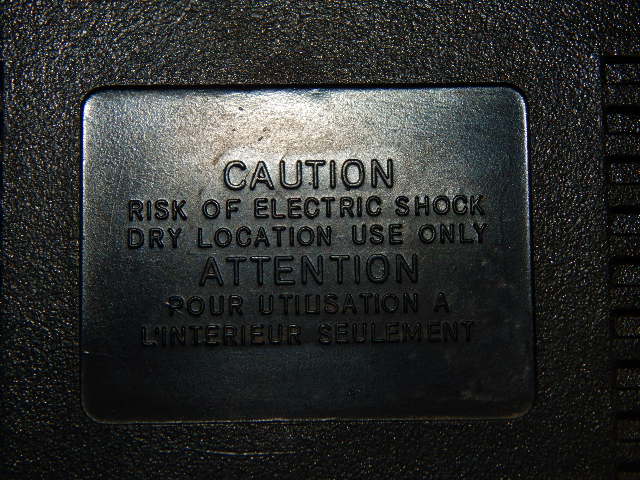 CAUTION
RISK OF ELECTRIC SHOCK
DRY LOCATION USE ONLY
ATTENTION
POUR UTILISATION A
L'INTERIEUR SEULEMENT